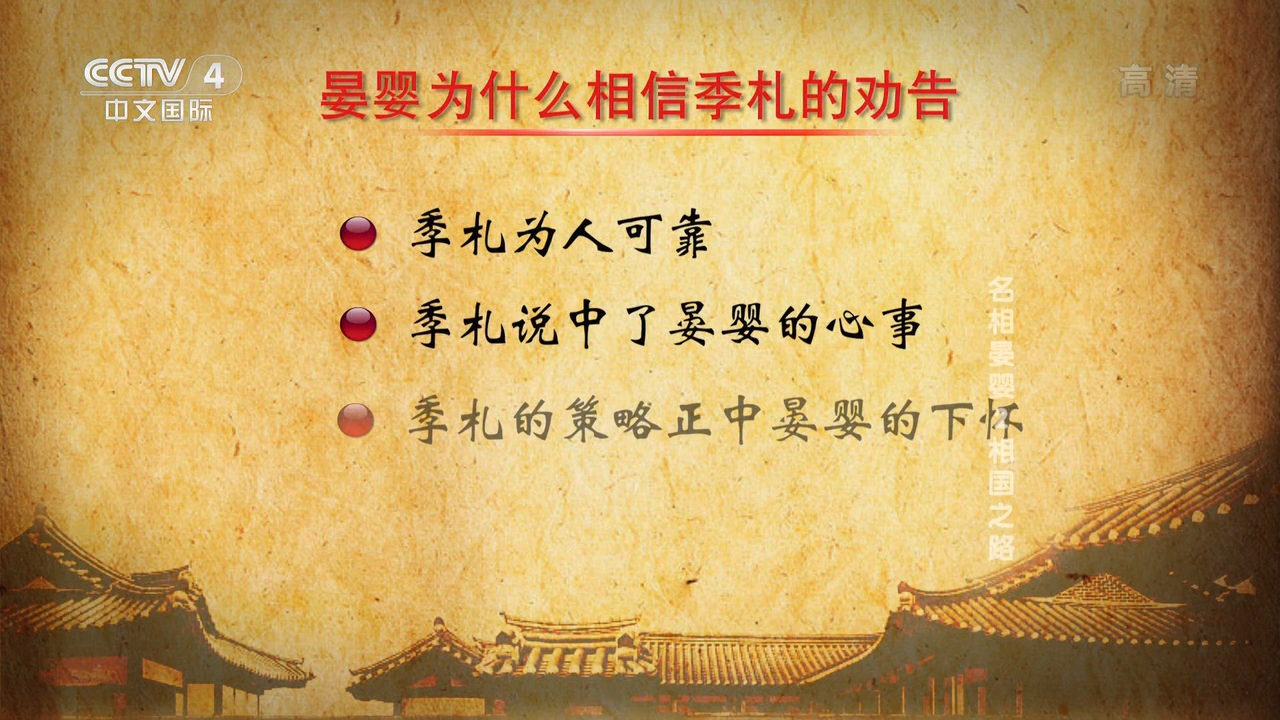 CCTV 4
中文国际
高清
晏婴为什么相信季札的劝告
季札为人可靠
季札说中了晏婴的心事
季札的策略正中晏婴的下怀
名相晏婴 相国之路